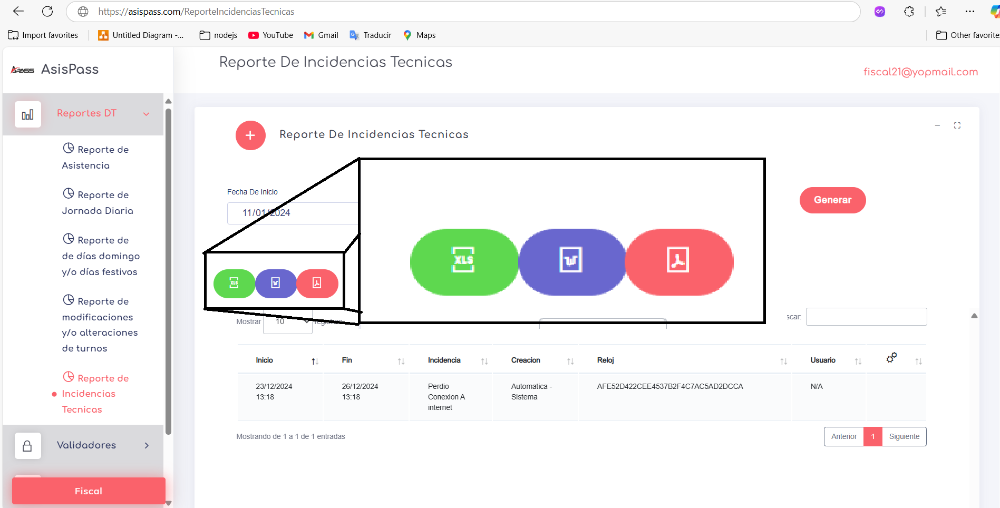 https://asispass.com/ReporteIncidenciasTecnicas
Import favorites
Untitled Diagram -...
nodejs
YouTube
Gmail
Traducir
Maps
Other favorite
APASS AsisPass
Reporte De Incidencias Tecnicas
fiscal21@yopmail.com
Reportes DT
Reporte de
Asistencia
Reporte de
Jornada Diaria
Reporte de
de días domingo
y/o días festivos
Reporte de
modificaciones
y/o alteraciones
de turnos
Reporte de
Incidencias
Tecnicas
Validadores
Fiscal
Reporte De Incidencias Tecnicas
Fecha De Inicio
11/01/2024
Generar
XLS W
XLS W
Mostrar 10 registros
scar:
Inicio Fin Incidencia Creacion Reloj Usuario
23/12/2024 26/12/2024 Perdio Automatica - AFE52D422CEE4537B2F4C7AC5AD2DCCA N/A
13:18 13:18 Conexion A Sistema
internet
Mostrando de 1 a 1 de 1 entradas
Anterior 1 Siguiente